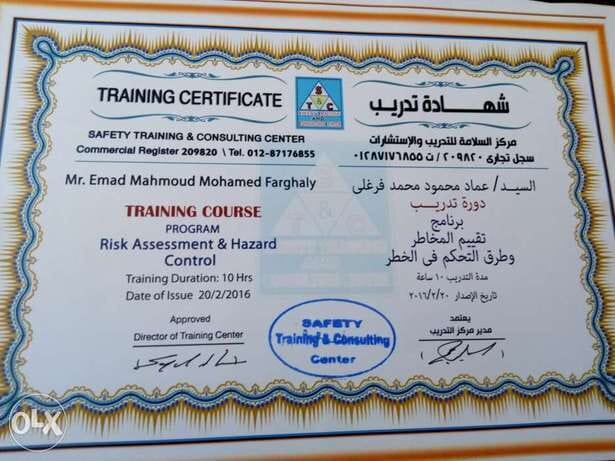 TRAINING CERTIFICATE
شهادة تدريب
S
&
T C
SAFETY TRAINING & CONSULTING CENTER
Commercial Register 209820 \ Tel. 012-87176855
مركز السلامة للتدريب والإستشارات
سجل تجارى ٢٠٩٨٢٠ / ت ٠١٢٨٧١٧٦٨٥٥
Mr. Emad Mahmoud Mohamed Farghaly
السيد/ عماد محمود محمد فرغلى
TRAINING COURSE
دورة تدريب
PROGRAM
برنامج
Risk Assessment & Hazard
Control
تقييم المخاطر
وطرق التحكم فى الخطر
Training Duration: 10 Hrs
مدة التدريب ١٠ ساعة
Date of Issue 20/2/2016
تاريخ الإصدار ٢٠١٦/٢/٢٠
Approved
Director of Training Center
يعتمد
مدير مركز التدريب
SAFETY
Training & Consulting
Center
OLX